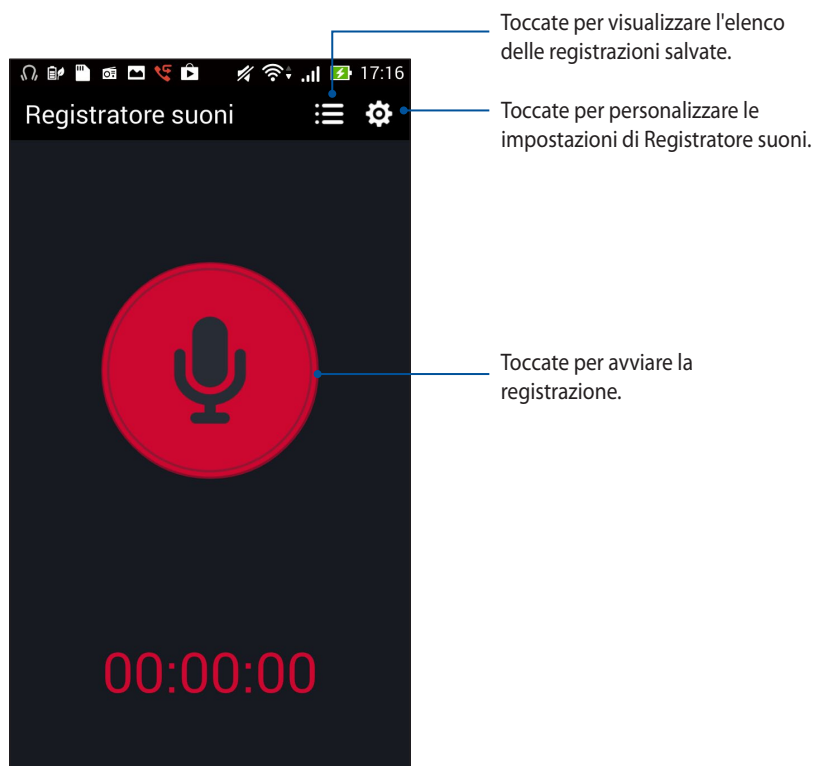 Toccate per visualizzare l'elenco
delle registrazioni salvate.
17:16
Registratore suoni
Toccate per personalizzare le
impostazioni di Registratore suoni.
Toccate per avviare la
registrazione.
00:00:00